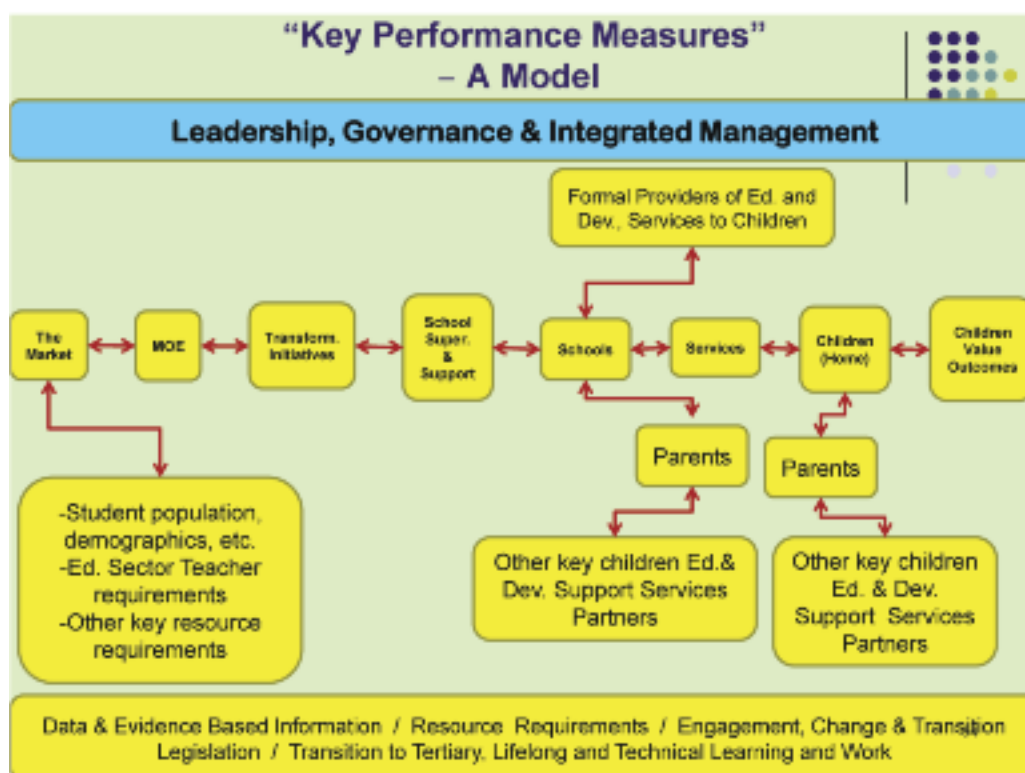 “Key Performance Measures”
– A Model
Leadership, Governance & Integrated Management
Formal Providers of Ed. and
Dev., Services to Children
The
Market
MOE
Transform.
Initiatives
School
Super.
&
Support
Schools
Services
Children
(Home)
Children
Value
Outcomes
Parents
Parents
-Student population,
demographics, etc.
-Ed. Sector Teacher
requirements
-Other key resource
requirements
Other key children Ed.&
Dev. Support Services
Partners
Other key children
Ed. & Dev.
Support Services
Partners
Data & Evidence Based Information / Resource Requirements / Engagement, Change & Transition
Legislation / Transition to Tertiary, Lifelong and Technical Learning and Work